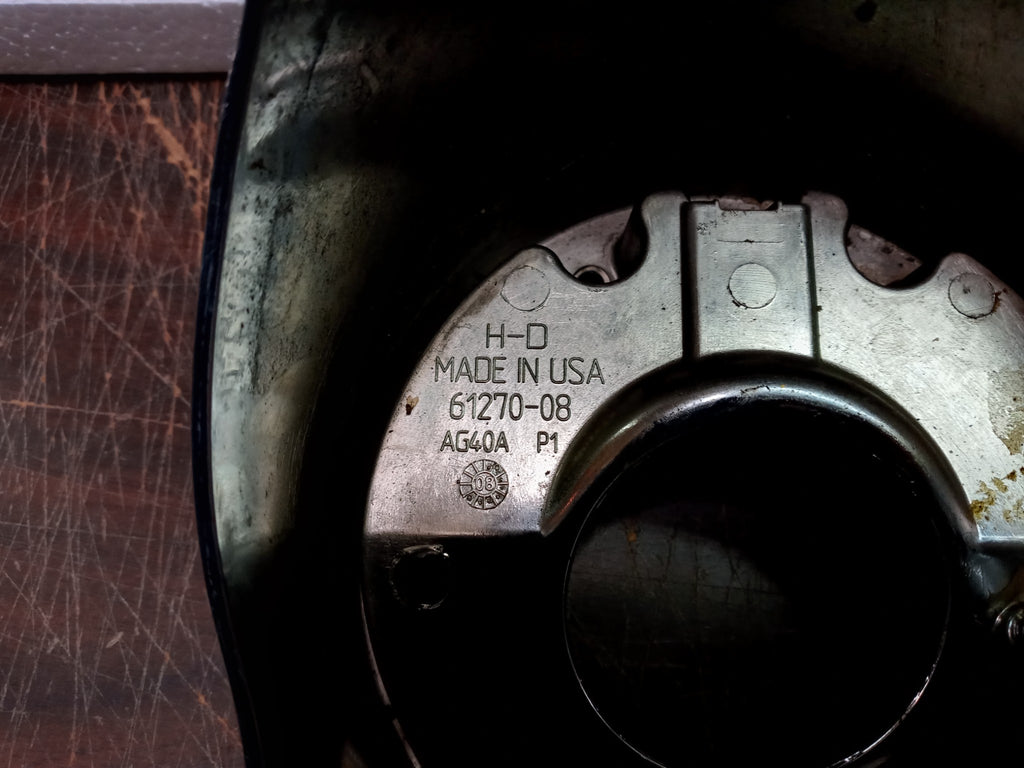 H-D
MADE IN USA
61270-08
AG40A P1
08